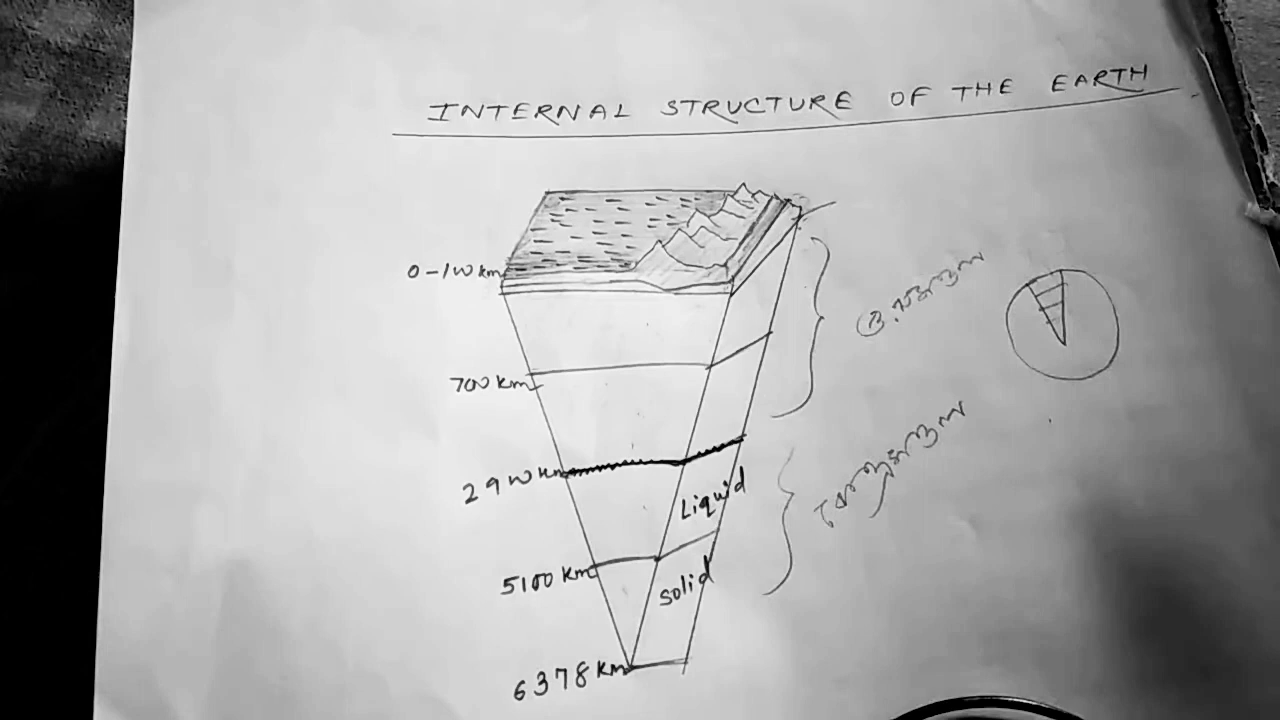 INTERNAL STRUCTURE OF THE EARTH
0-100 km
700 km
2900 km
Liquid
5100 km
Solid
6378 km